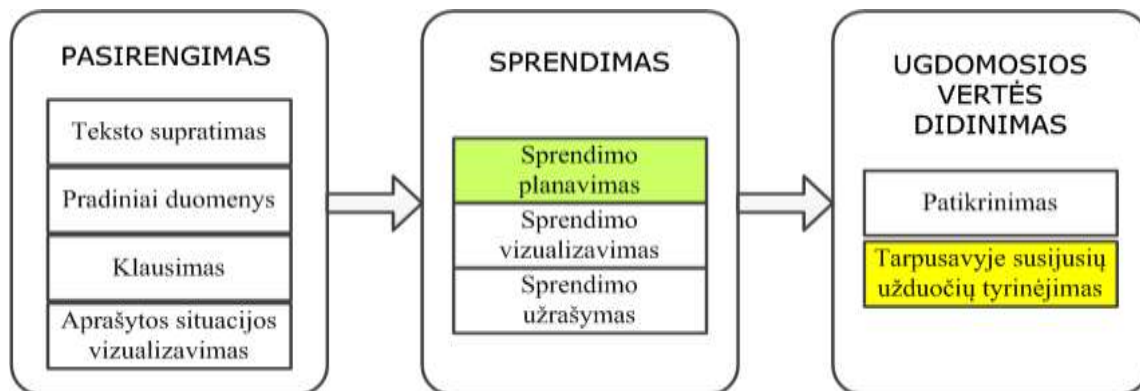 PASIRENGIMAS
Teksto supratimas
Pradiniai duomenys
Klausimas
Aprašytos situacijos
vizualizavimas
SPRENDIMAS
Sprendimo
planavimas
Sprendimo
vizualizavimas
Sprendimo
užrašymas
UGDOMOSIOS
VERTĖS
DIDINIMAS
Patikrinimas
Tarpusavyje susijusių
užduočių tyrinėjimas